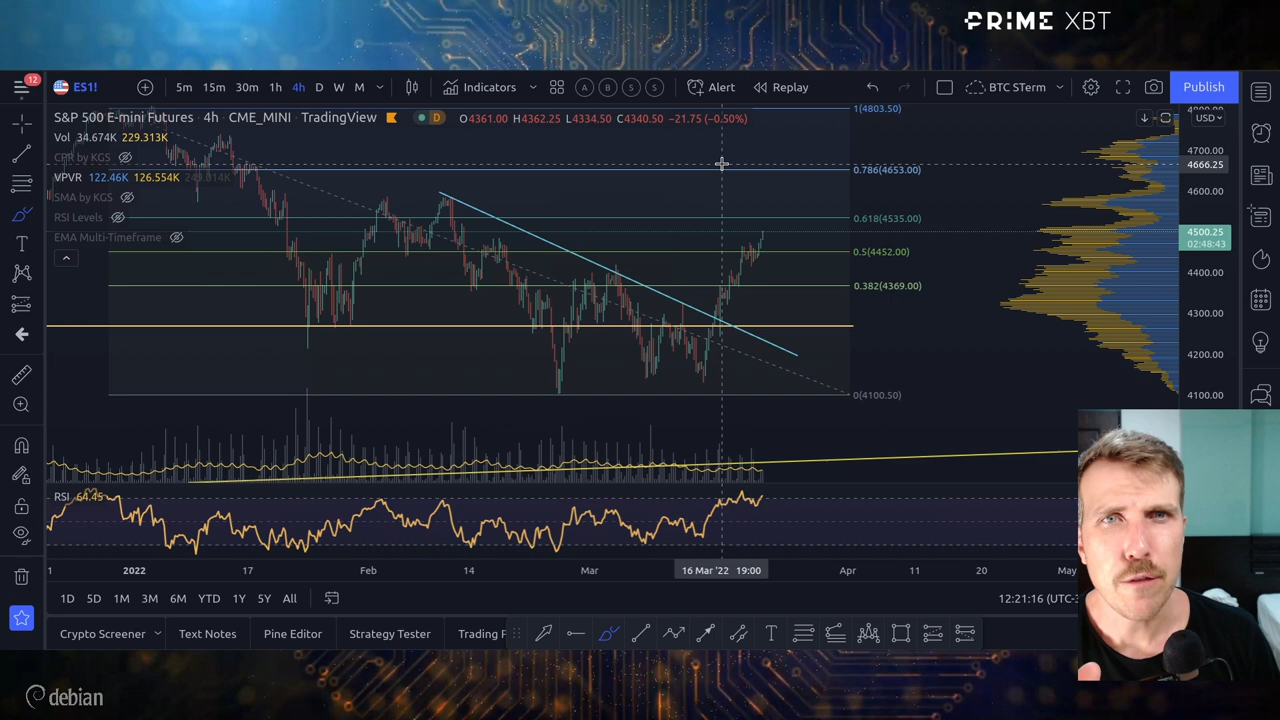 PRIME XBT
12
ES1! 5m 15m 30m 1h 4h D W M Indicators A B S S Alert Replay BTC STerm Publish
S&P 500 E-mini Futures · 4h · CME_MINI · TradingView D O4361.00 H4362.25 L4334.50 C4340.50 −21.75 (−0.50%)
1(4803.50)
USD
Vol 34.674K 229.313K
CPR by KGS
VPVR 122.46K 126.554K
SMA by KGS
RSI Levels
EMA Multi-Timeframe
0.786(4653.00)
0.618(4535.00)
0.5(4452.00)
0.382(4369.00)
0(4100.50)
4700.00
4666.25
4600.00
4500.25
02:48:43
4400.00
4300.00
4200.00
4100.00
RSI 64.45
1 2022 17 Feb 14 Mar 16 Mar '22 19:00 Apr 11 20 May
1D 5D 1M 3M 6M YTD 1Y 5Y All 12:21:16 (UTC-3
Crypto Screener Text Notes Pine Editor Strategy Tester Trading P
T
T
debian